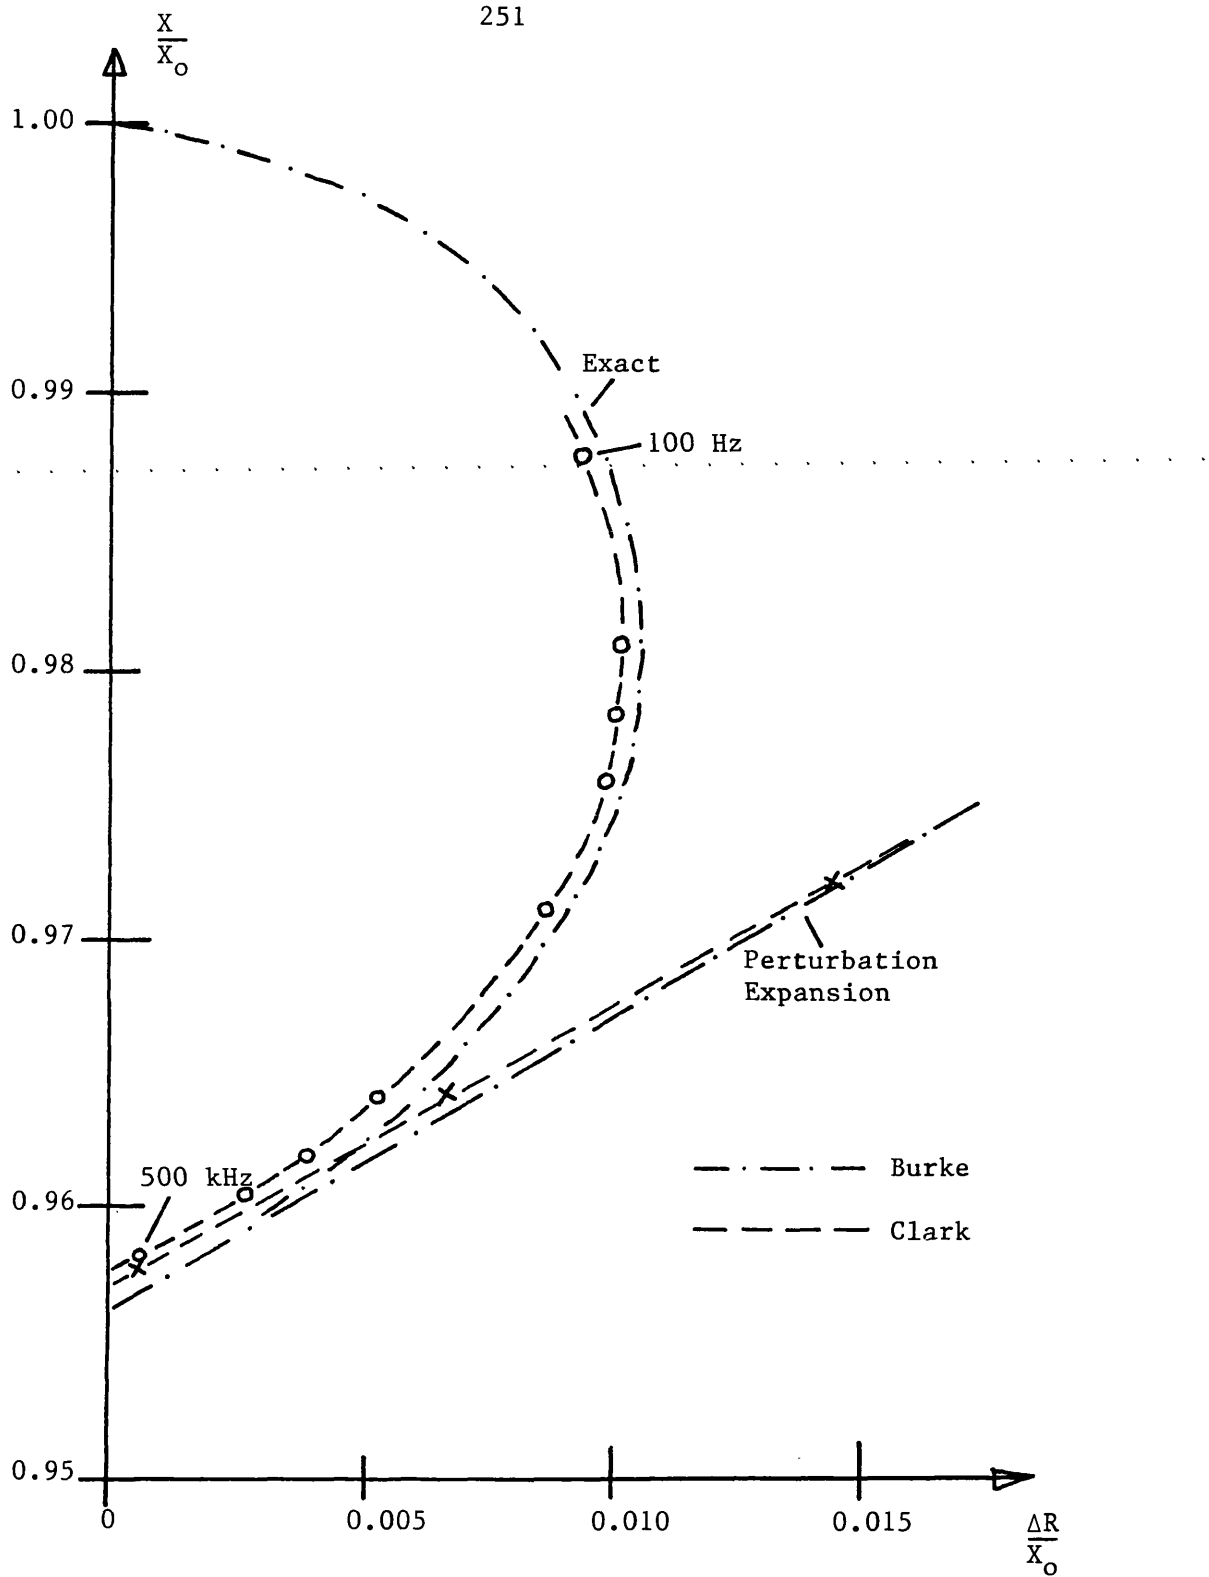 251
X
X_o
1.00
Exact
0.99
100 Hz
0.98
0.97
Perturbation
Expansion
500 kHz
Burke
0.96
Clark
0.95
0
0.005
0.010
0.015
ΔR
X_o